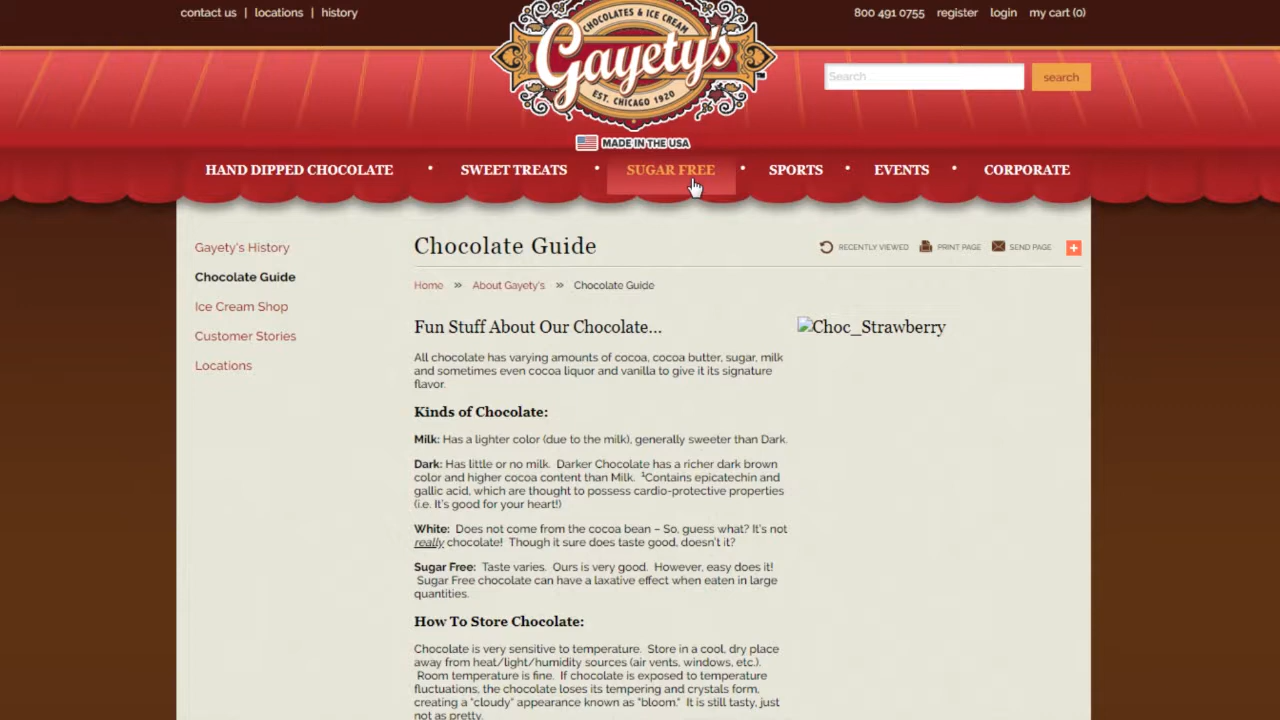 contact us | locations | history
800 491 0755 register login my cart (0)
CHOCOLATES & ICE CREAM
Gayety's
EST. CHICAGO 1920
TM
MADE IN THE USA
Search ...
search
HAND DIPPED CHOCOLATE • SWEET TREATS • SUGAR FREE • SPORTS • EVENTS • CORPORATE
Gayety's History
Chocolate Guide
Ice Cream Shop
Customer Stories
Locations
Chocolate Guide
RECENTLY VIEWED PRINT PAGE SEND PAGE
Home » About Gayety's » Chocolate Guide
Fun Stuff About Our Chocolate...
Choc_Strawberry
All chocolate has varying amounts of cocoa, cocoa butter, sugar, milk
and sometimes even cocoa liquor and vanilla to give it its signature
flavor.
Kinds of Chocolate:
Milk: Has a lighter color (due to the milk), generally sweeter than Dark.
Dark: Has little or no milk. Darker Chocolate has a richer dark brown
color and higher cocoa content than Milk. ¹Contains epicatechin and
gallic acid, which are thought to possess cardio-protective properties
(i.e. It's good for your heart!)
White: Does not come from the cocoa bean – So, guess what? It's not
really chocolate! Though it sure does taste good, doesn't it?
Sugar Free: Taste varies. Ours is very good. However, easy does it!
Sugar Free chocolate can have a laxative effect when eaten in large
quantities.
How To Store Chocolate:
Chocolate is very sensitive to temperature. Store in a cool, dry place
away from heat/light/humidity sources (air vents, windows, etc.).
Room temperature is fine. If chocolate is exposed to temperature
fluctuations, the chocolate loses its tempering and crystals form,
creating a "cloudy" appearance known as "bloom." It is still tasty, just
not as pretty.